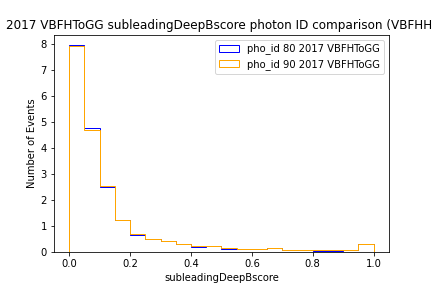 2017 VBFHToGG subleadingDeepBscore photon ID comparison (VBFHH
pho_id 80 2017 VBFHToGG
pho_id 90 2017 VBFHToGG
Number of Events
8
7
6
5
4
3
2
1
0
0.0 0.2 0.4 0.6 0.8 1.0
subleadingDeepBscore